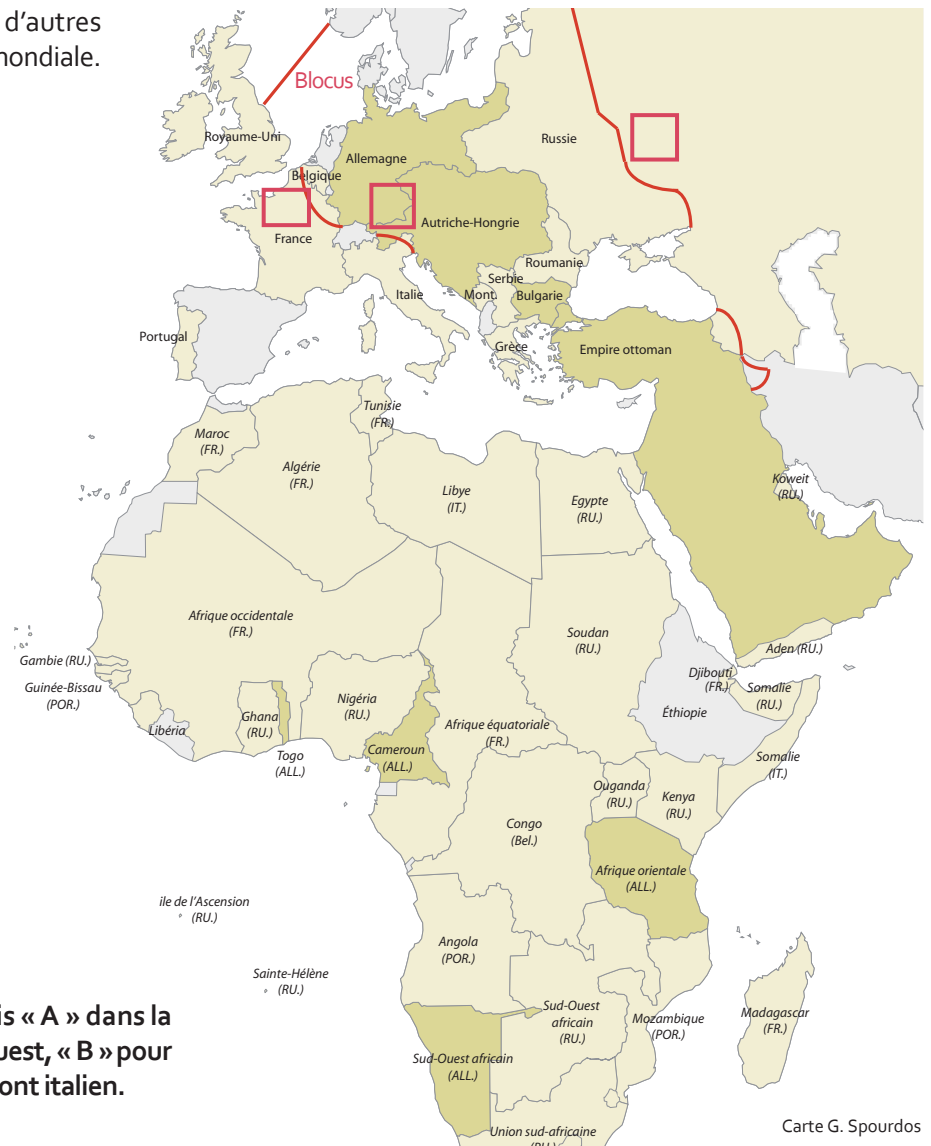 d'autres
mondiale.
Blocus
Royaume-Uni
Russie
Allemagne
Belgique
Autriche-Hongrie
France
Roumanie
Serbie
Italie
Mont.
Bulgarie
Portugal
Grèce
Empire ottoman
Tunisie
(FR.)
Maroc
(FR.)
Algérie
(FR.)
Libye
(IT.)
Egypte
(RU.)
Koweit
(RU.)
Afrique occidentale
(FR.)
Soudan
(RU.)
Aden (RU.)
Gambie (RU.)
Guinée-Bissau
(POR.)
Djibouti
(FR.)
Somalie
(RU.)
Nigéria
(RU.)
Ghana
(RU.)
Libéria
Éthiopie
Afrique équatoriale
(FR.)
Togo
(ALL.)
Cameroun
(ALL.)
Somalie
(IT.)
Ouganda
(RU.)
Kenya
(RU.)
Congo
(Bel.)
Afrique orientale
(ALL.)
ile de l'Ascension
(RU.)
Angola
(POR.)
Sainte-Hélène
(RU.)
Sud-Ouest
africain
(RU.)
Mozambique
(POR.)
Madagascar
(FR.)
Sud-Ouest africain
(ALL.)
is « A » dans la
uest, « B » pour
ont italien.
Union sud-africaine
(RU.)
Carte G. Spourdos